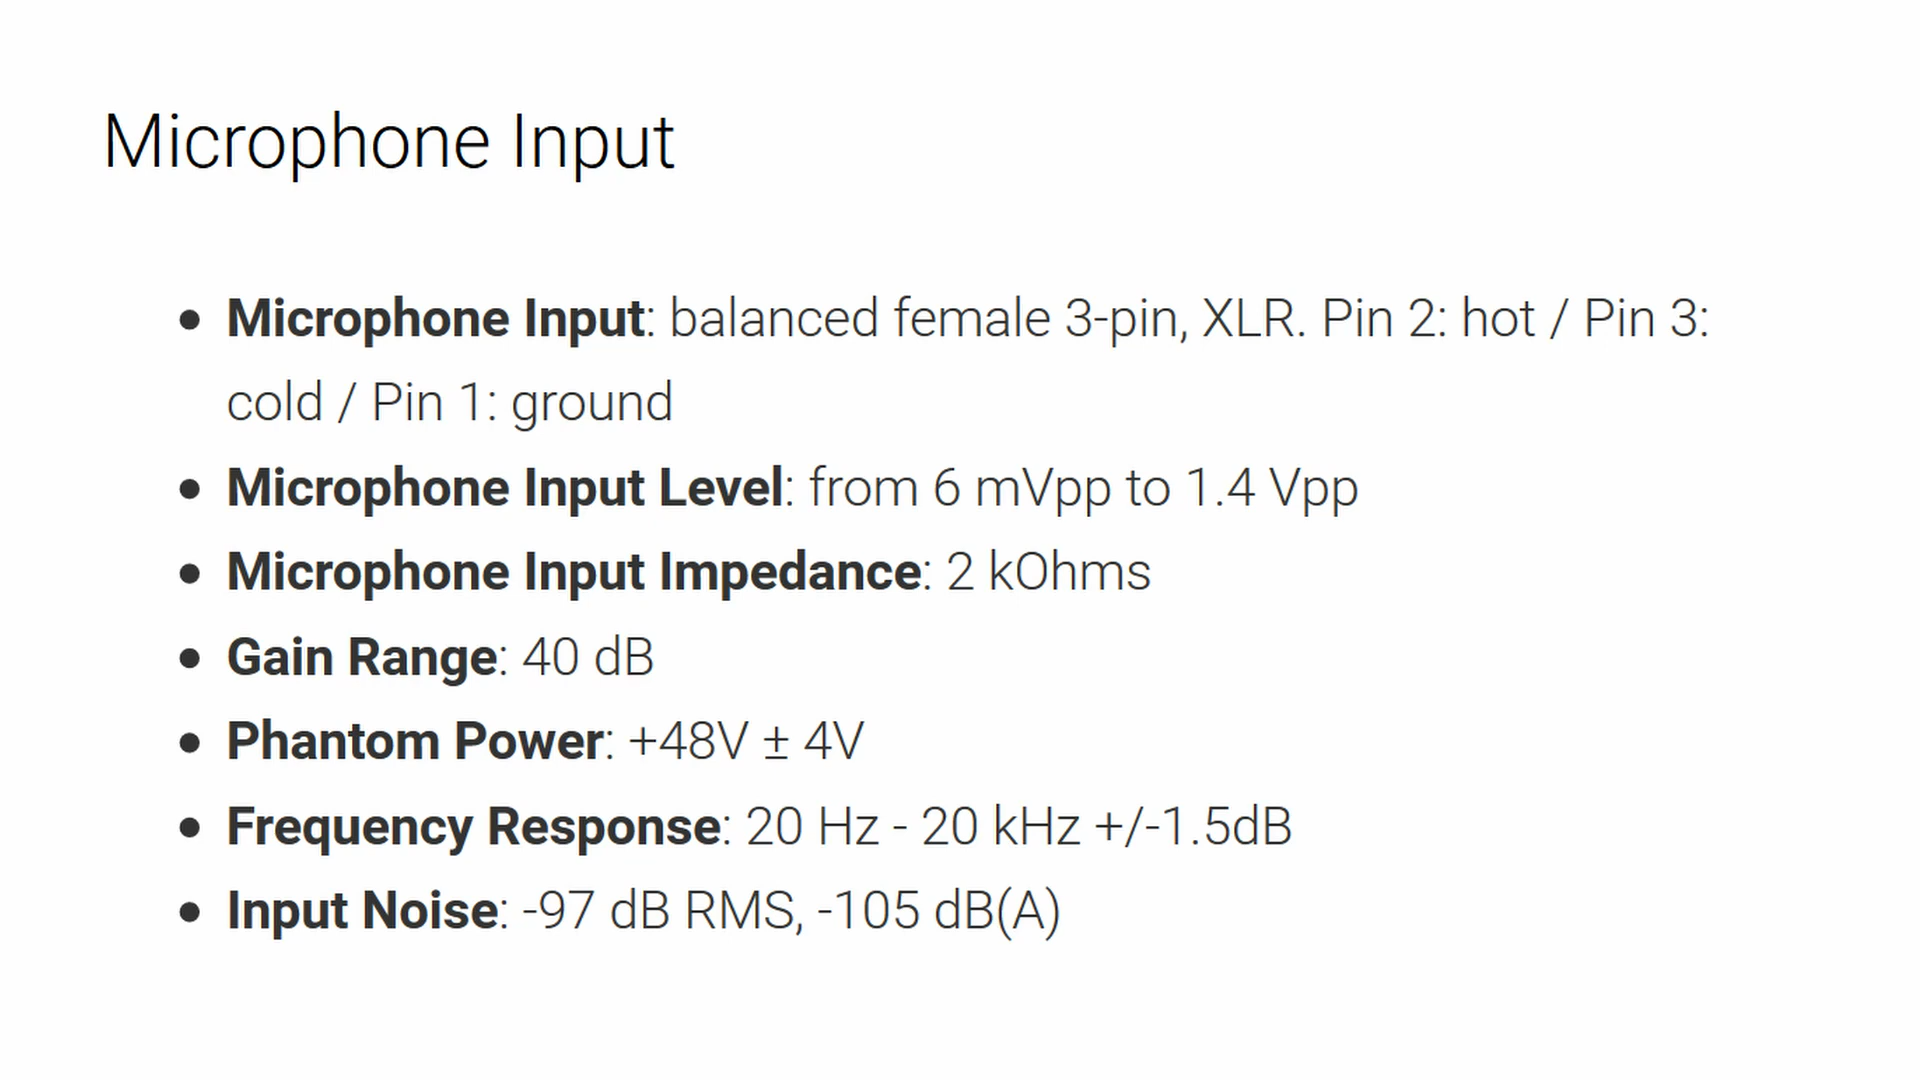 Microphone Input
Microphone Input: balanced female 3-pin, XLR. Pin 2: hot / Pin 3:
cold / Pin 1: ground
Microphone Input Level: from 6 mVpp to 1.4 Vpp
Microphone Input Impedance: 2 kOhms
Gain Range: 40 dB
Phantom Power: +48V ± 4V
Frequency Response: 20 Hz - 20 kHz +/-1.5dB
Input Noise: -97 dB RMS, -105 dB(A)